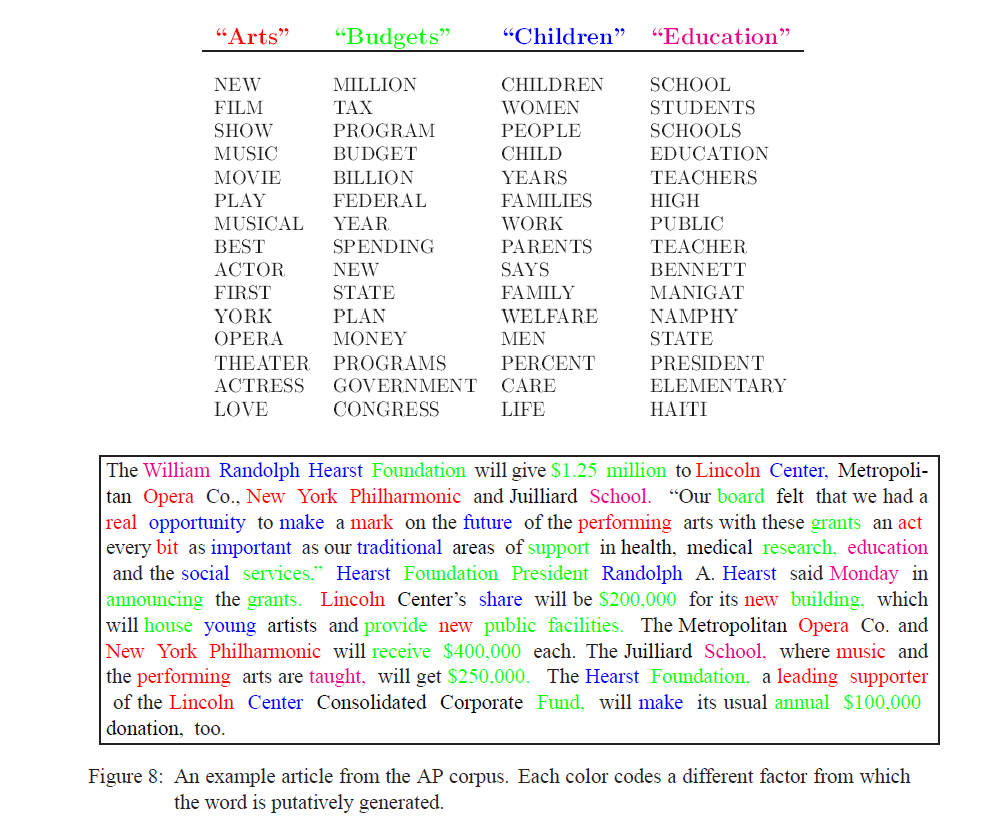 “Arts” “Budgets” “Children” “Education”
NEW MILLION CHILDREN SCHOOL
FILM TAX WOMEN STUDENTS
SHOW PROGRAM PEOPLE SCHOOLS
MUSIC BUDGET CHILD EDUCATION
MOVIE BILLION YEARS TEACHERS
PLAY FEDERAL FAMILIES HIGH
MUSICAL YEAR WORK PUBLIC
BEST SPENDING PARENTS TEACHER
ACTOR NEW SAYS BENNETT
FIRST STATE FAMILY MANIGAT
YORK PLAN WELFARE NAMPHY
OPERA MONEY MEN STATE
THEATER PROGRAMS PERCENT PRESIDENT
ACTRESS GOVERNMENT CARE ELEMENTARY
LOVE CONGRESS LIFE HAITI
The William Randolph Hearst Foundation will give $1.25 million to Lincoln Center, Metropoli-
tan Opera Co., New York Philharmonic and Juilliard School. “Our board felt that we had a
real opportunity to make a mark on the future of the performing arts with these grants an act
every bit as important as our traditional areas of support in health, medical research, education
and the social services,” Hearst Foundation President Randolph A. Hearst said Monday in
announcing the grants. Lincoln Center’s share will be $200,000 for its new building, which
will house young artists and provide new public facilities. The Metropolitan Opera Co. and
New York Philharmonic will receive $400,000 each. The Juilliard School, where music and
the performing arts are taught, will get $250,000. The Hearst Foundation, a leading supporter
of the Lincoln Center Consolidated Corporate Fund, will make its usual annual $100,000
donation, too.
Figure 8: An example article from the AP corpus. Each color codes a different factor from which
the word is putatively generated.